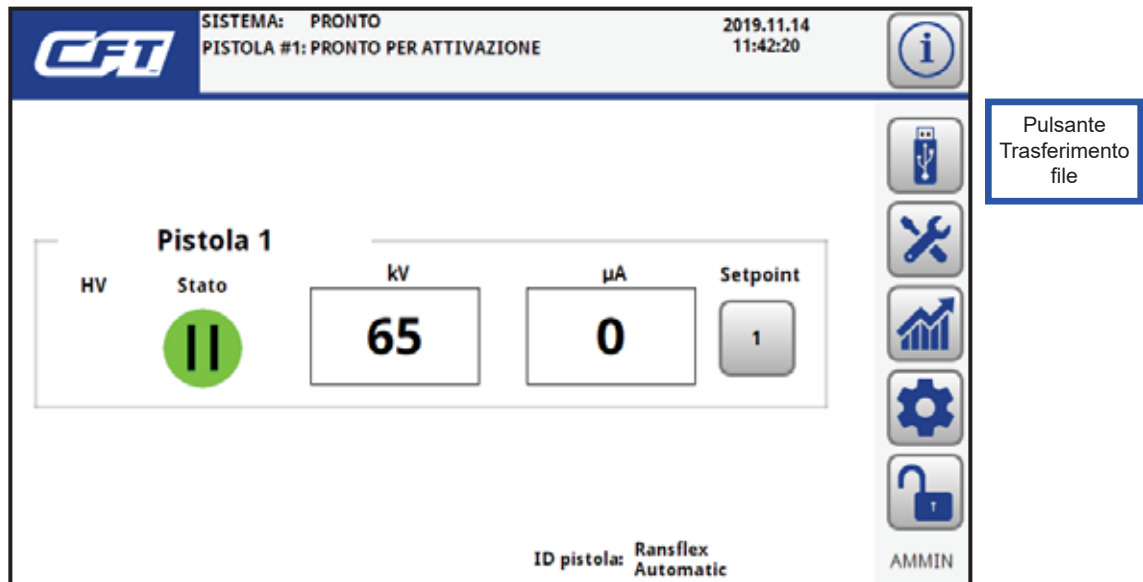 CFT
SISTEMA: PRONTO
PISTOLA #1: PRONTO PER ATTIVAZIONE
2019.11.14
11:42:20
i
Pulsante
Trasferimento
file
Pistola 1
HV
Stato
kV
µA
Setpoint
65
0
1
ID pistola: Ransflex
Automatic
AMMIN